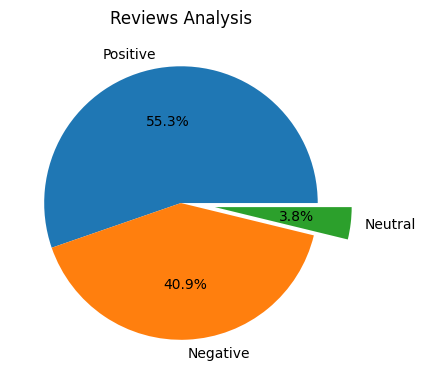 Reviews Analysis
Positive
55.3%
3.8%
Neutral
40.9%
Negative